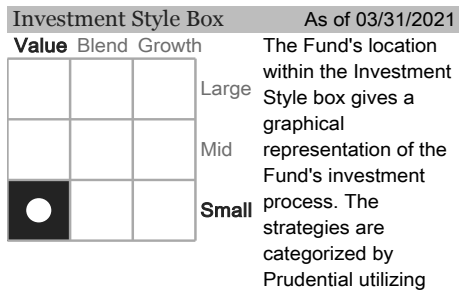 Investment Style Box As of 03/31/2021
Value Blend Growth
Large
Mid
Small
The Fund's location
within the Investment
Style box gives a
graphical
representation of the
Fund's investment
process. The
strategies are
categorized by
Prudential utilizing